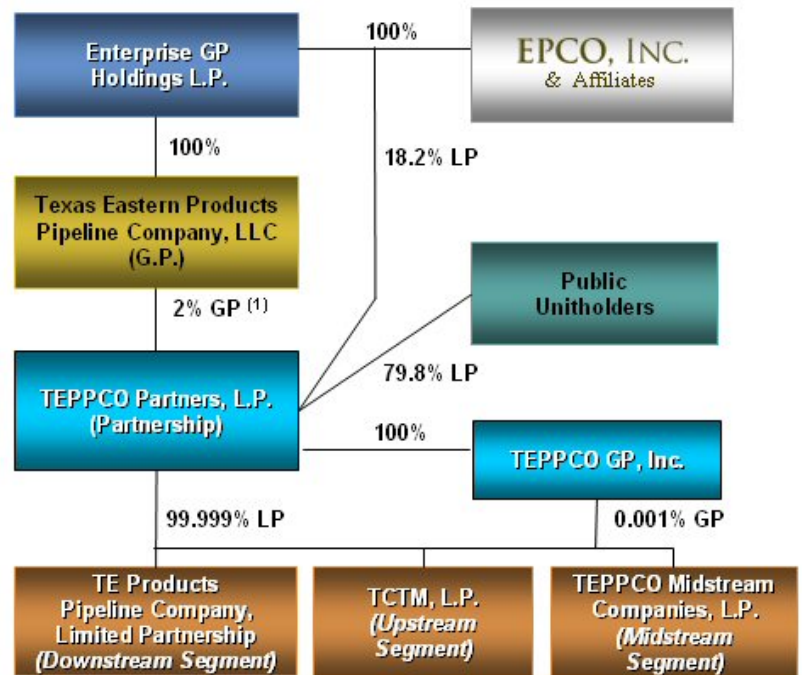 Enterprise GP
Holdings L.P.
100%
EPCO, INC.
& Affiliates
100%
18.2% LP
Texas Eastern Products
Pipeline Company, LLC
(G.P.)
Public
Unitholders
2% GP (1)
79.8% LP
TEPPCO Partners, L.P.
(Partnership)
100%
TEPPCO GP, Inc.
99.999% LP
0.001% GP
TE Products
Pipeline Company,
Limited Partnership
(Downstream Segment)
TCTM, L.P.
(Upstream
Segment)
TEPPCO Midstream
Companies, L.P.
(Midstream
Segment)